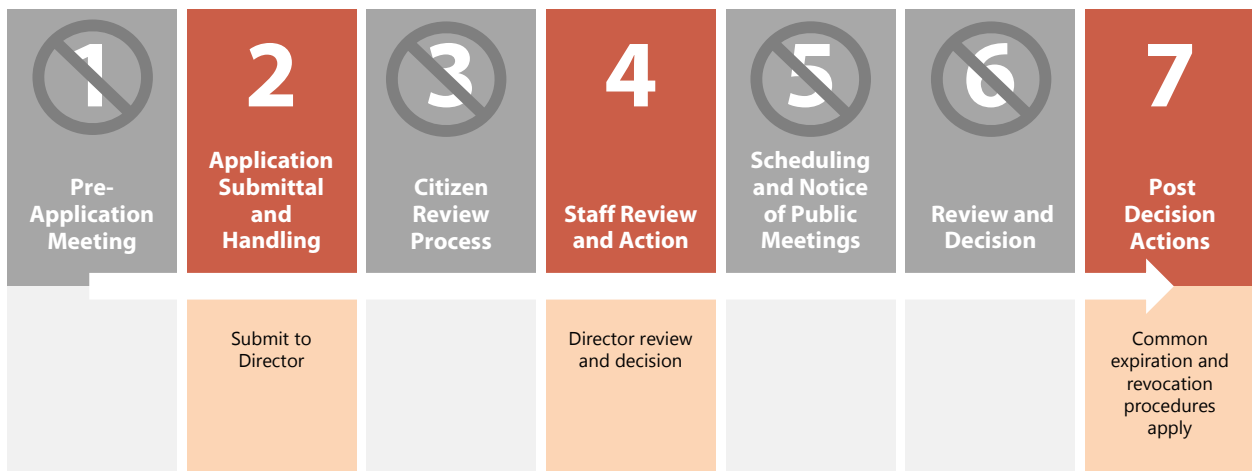 1
Pre-
Application
Meeting
2
Application
Submittal
and
Handling
Submit to
Director
3
Citizen
Review
Process
4
Staff Review
and Action
Director review
and decision
5
Scheduling
and Notice
of Public
Meetings
6
Review and
Decision
7
Post
Decision
Actions
Common
expiration and
revocation
procedures
apply